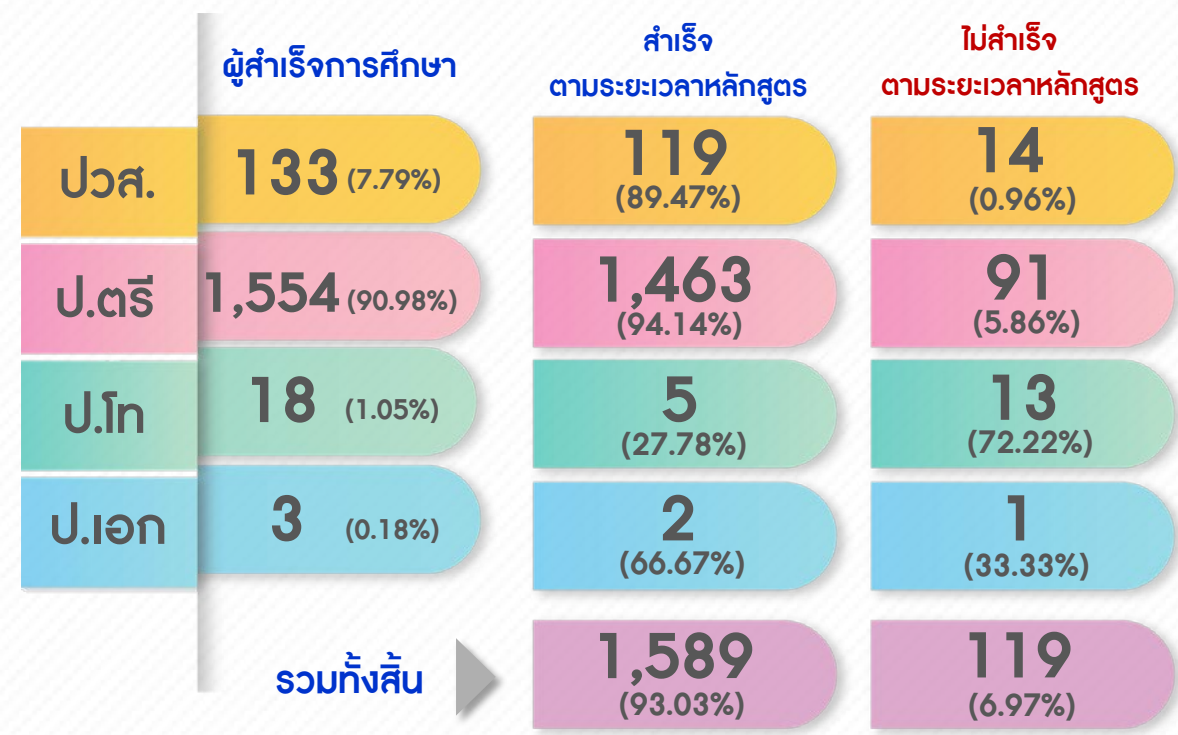 ผู้สำเร็จการศึกษา
สำเร็จ
ตามระยะเวลาหลักสูตร
ไม่สำเร็จ
ตามระยะเวลาหลักสูตร
ปวส.
133 (7.79%)
119
(89.47%)
14
(0.96%)
ป.ตรี
1,554 (90.98%)
1,463
(94.14%)
91
(5.86%)
ป.โท
18 (1.05%)
5
(27.78%)
13
(72.22%)
ป.เอก
3 (0.18%)
2
(66.67%)
1
(33.33%)
รวมทั้งสิ้น
1,589
(93.03%)
119
(6.97%)